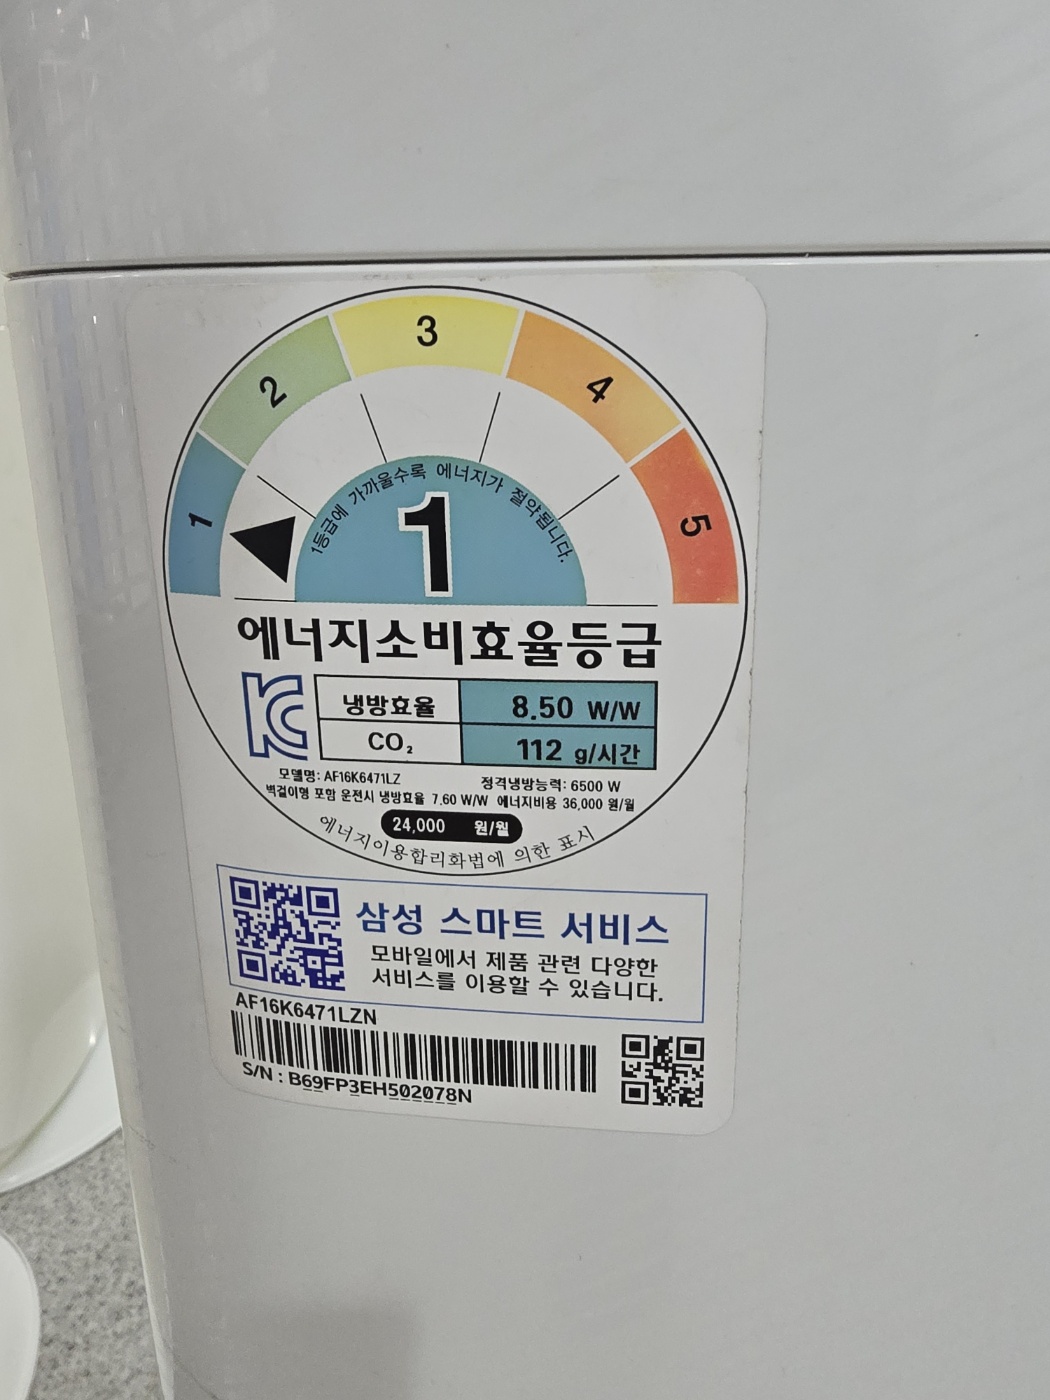 1
2
3
4
5
1등급에 가까울수록 에너지가 절약됩니다.
1
에너지소비효율등급
냉방효율 8.50 W/W
CO₂ 112 g/시간
모델명: AF16K6471LZ 정격냉방능력: 6500 W
벽걸이형 포함 운전시 냉방효율 7.60 W/W 에너지비용 36,000 원/월
24,000 원/월
에너지이용합리화법에 의한 표시
삼성 스마트 서비스
모바일에서 제품 관련 다양한
서비스를 이용할 수 있습니다.
AF16K6471LZN
S/N : B69FP3EH502078N